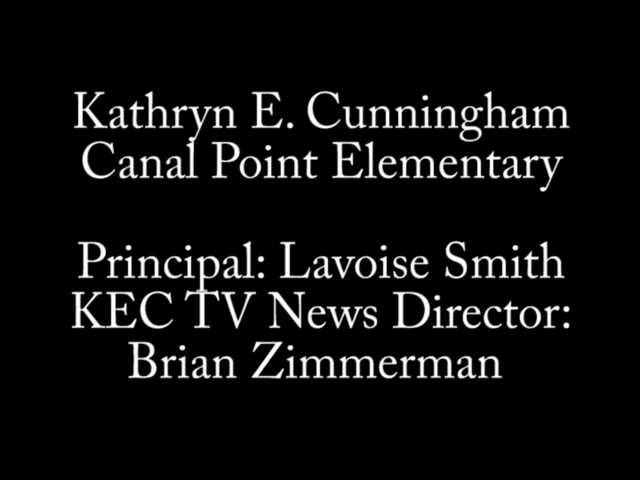 Kathryn E. Cunningham
Canal Point Elementary
Principal: Lavoise Smith
KEC TV News Director:
Brian Zimmerman